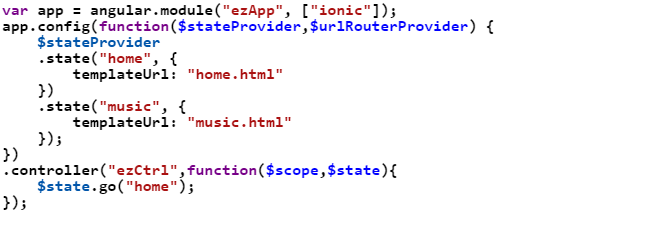 var app = angular.module("ezApp", ["ionic"]);
app.config(function($stateProvider,$urlRouterProvider) {
    $stateProvider
    .state("home", {
        templateUrl: "home.html"
    })
    .state("music", {
        templateUrl: "music.html"
    });
})
.controller("ezCtrl",function($scope,$state){
    $state.go("home");
});